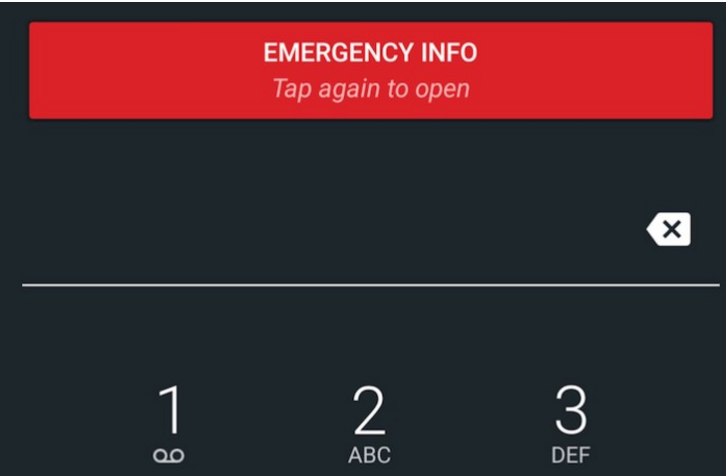 EMERGENCY INFO
Tap again to open
1 2 3
ABC DEF